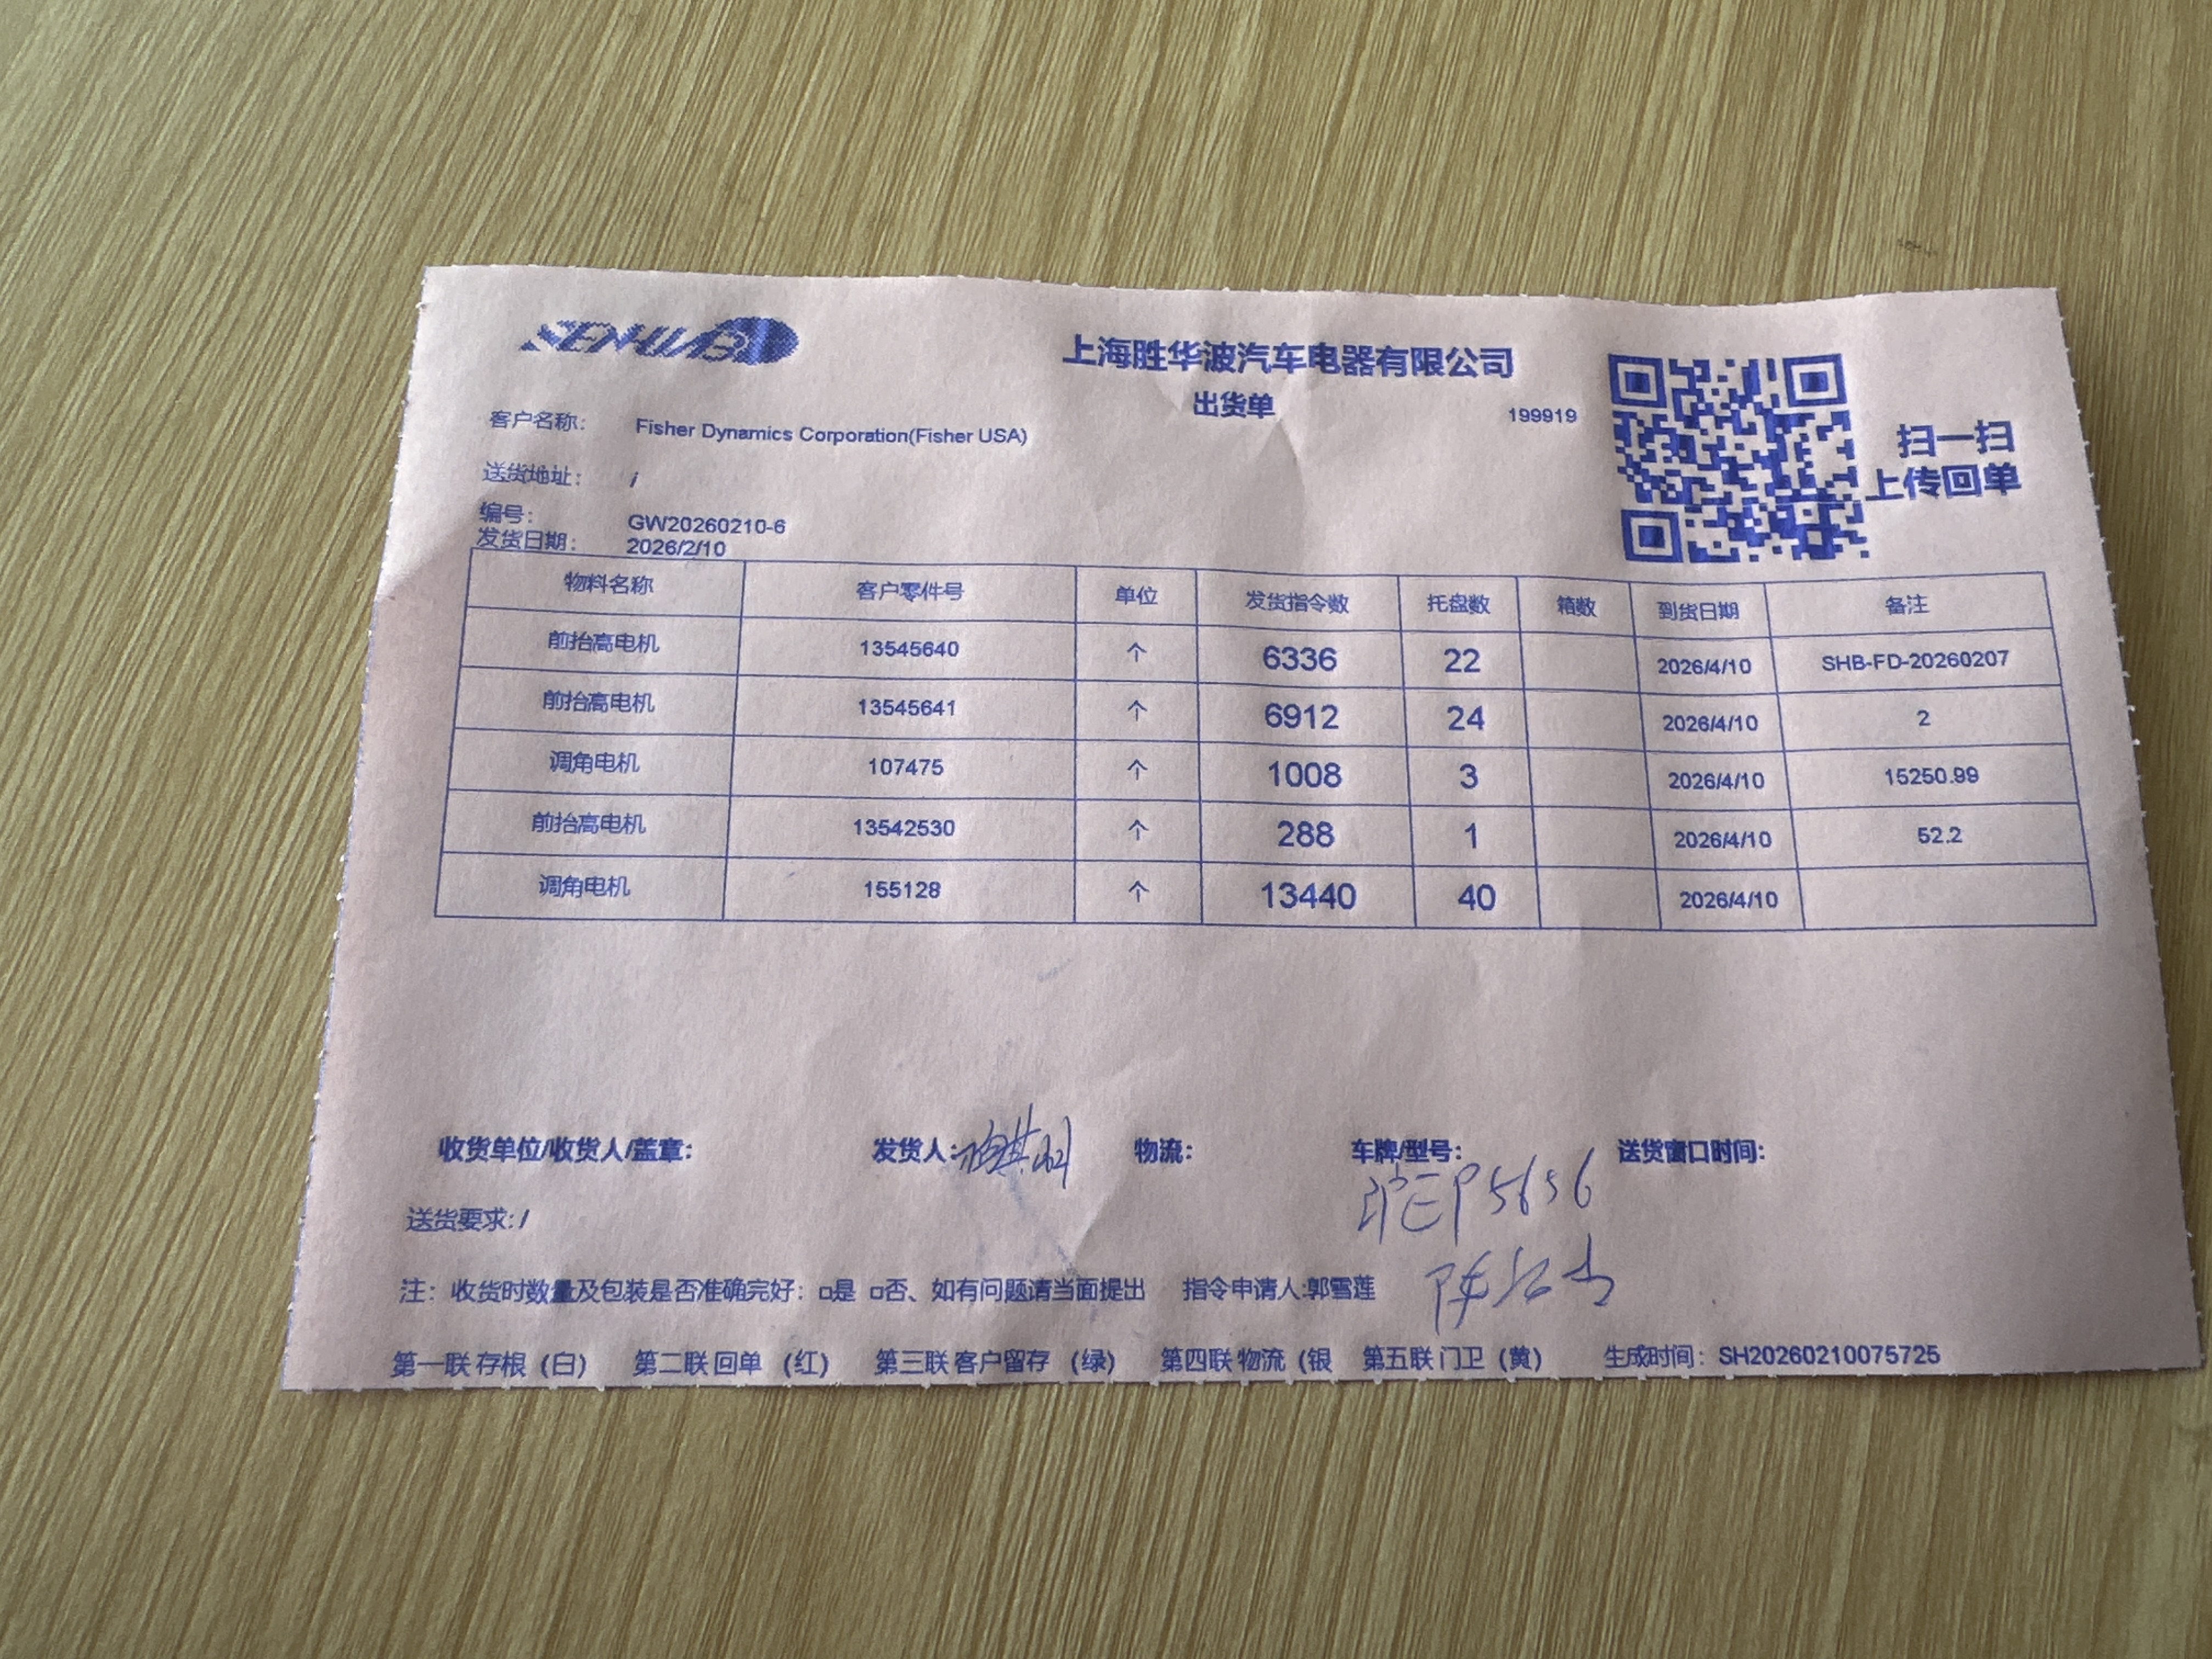 SENHUABO
上海胜华波汽车电器有限公司
出货单
199919
扫一扫
上传回单
客户名称： Fisher Dynamics Corporation(Fisher USA)
送货地址： /
编号： GW20260210-6
发货日期： 2026/2/10
物料名称 客户零件号 单位 发货指令数 托盘数 箱数 到货日期 备注
前抬高电机 13545640 个 6336 22 2026/4/10 SHB-FD-20260207
前抬高电机 13545641 个 6912 24 2026/4/10 2
调角电机 107475 个 1008 3 2026/4/10 15250.99
前抬高电机 13542530 个 288 1 2026/4/10 52.2
调角电机 155128 个 13440 40 2026/4/10
收货单位/收货人/盖章： 发货人: 物流： 车牌/型号： 送货窗口时间：
沪EP5656
送货要求: /
注：收货时数量及包装是否准确完好：□是 □否、如有问题请当面提出 指令申请人:郭雪莲
第一联 存根（白） 第二联 回单 （红） 第三联 客户留存 （绿） 第四联 物流（银 第五联 门卫（黄） 生成时间：SH20260210075725